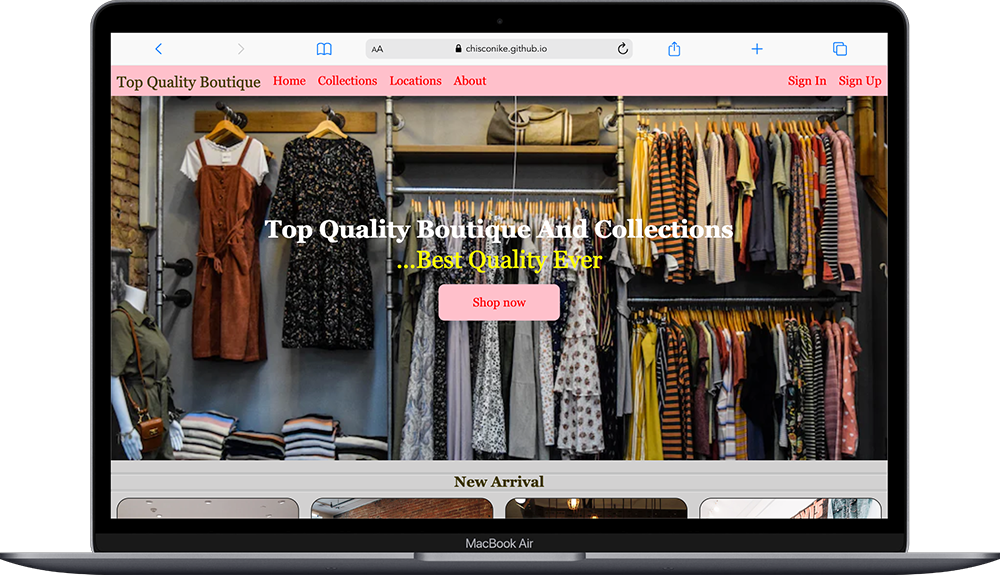 AA chisconike.github.io
Top Quality Boutique Home Collections Locations About Sign In Sign Up
Top Quality Boutique And Collections
...Best Quality Ever
Shop now
New Arrival
MacBook Air